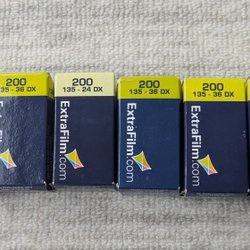 200
135 - 36 DX
ExtraFilm.com
200
135 - 24 DX
ExtraFilm.com
200
135 - 36 DX
ExtraFilm.com
200
135 - 36 DX
ExtraFilm.com